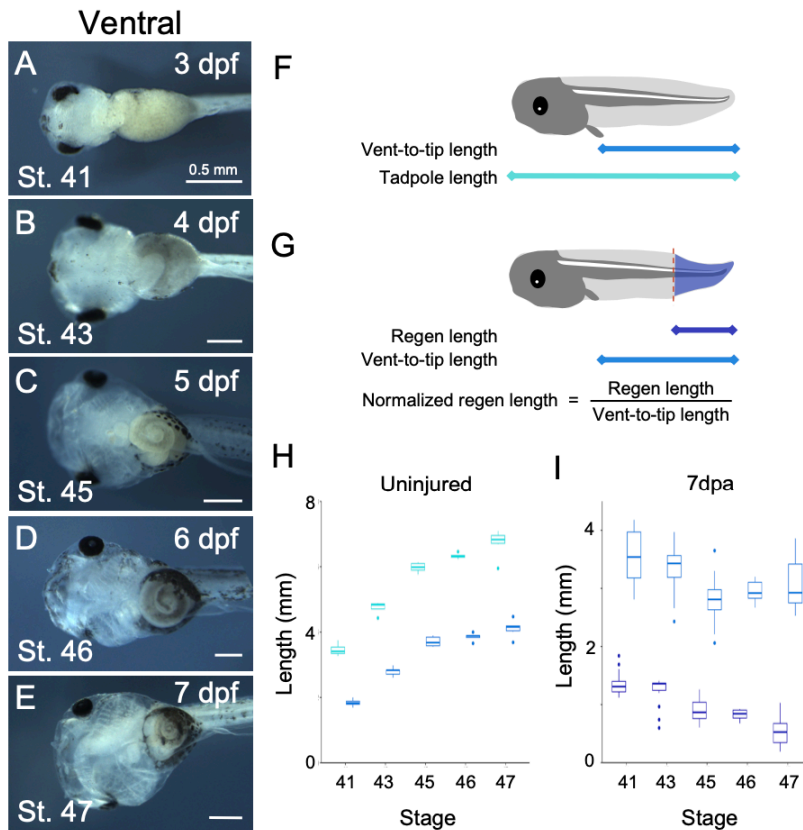 Ventral
A 3 dpf
St. 41 0.5 mm
B 4 dpf
St. 43
C 5 dpf
St. 45
D 6 dpf
St. 46
E 7 dpf
St. 47
F
Vent-to-tip length
Tadpole length
G
Regen length
Vent-to-tip length
Normalized regen length = Regen length
Vent-to-tip length
H
Uninjured
8
4
0
Length (mm)
41 43 45 46 47
Stage
I
7dpa
4
2
0
Length (mm)
41 43 45 46 47
Stage